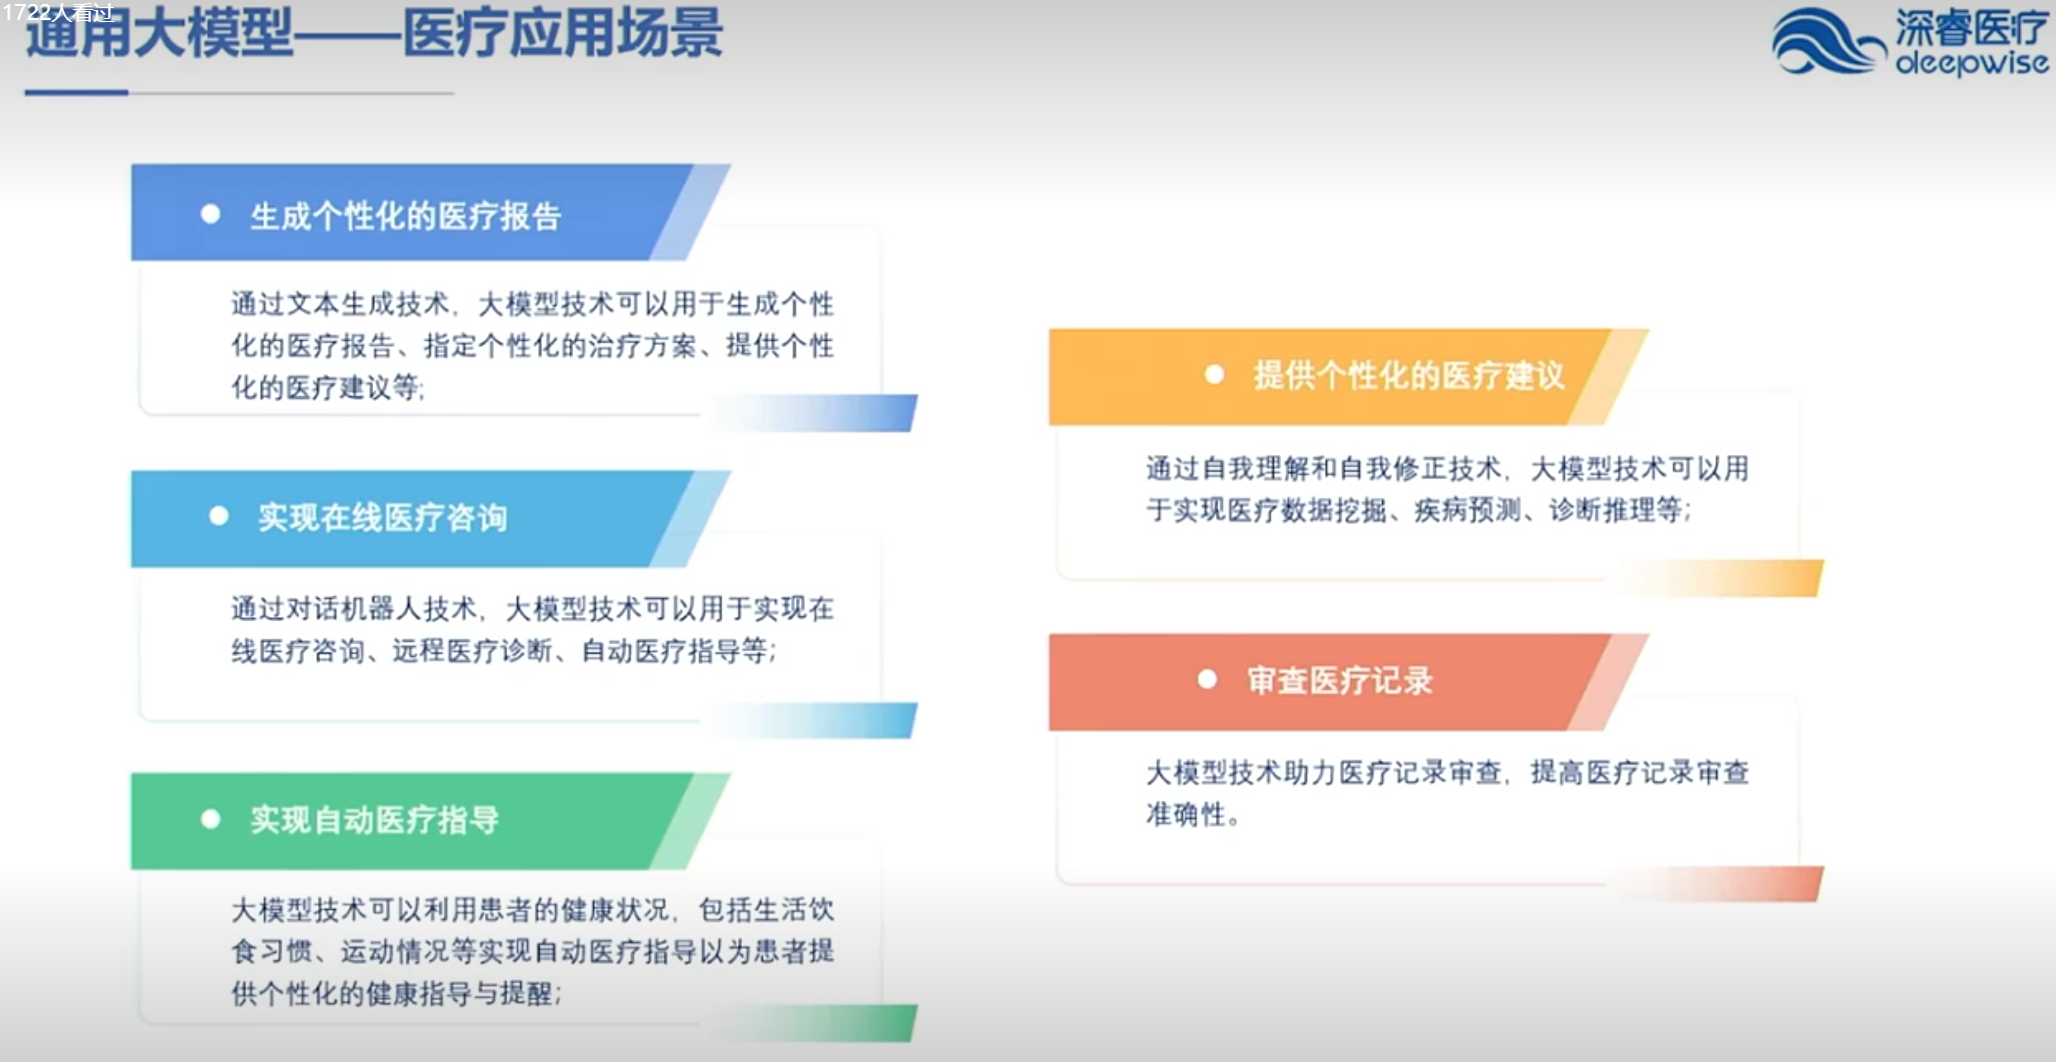 1722人看过
通用大模型——医疗应用场景
深睿医疗
deepwise
生成个性化的医疗报告
通过文本生成技术，大模型技术可以用于生成个性
化的医疗报告、指定个性化的治疗方案、提供个性
化的医疗建议等;
实现在线医疗咨询
通过对话机器人技术，大模型技术可以用于实现在
线医疗咨询、远程医疗诊断、自动医疗指导等;
实现自动医疗指导
大模型技术可以利用患者的健康状况，包括生活饮
食习惯、运动情况等实现自动医疗指导以为患者提
供个性化的健康指导与提醒;
提供个性化的医疗建议
通过自我理解和自我修正技术，大模型技术可以用
于实现医疗数据挖掘、疾病预测、诊断推理等;
审查医疗记录
大模型技术助力医疗记录审查，提高医疗记录审查
准确性。